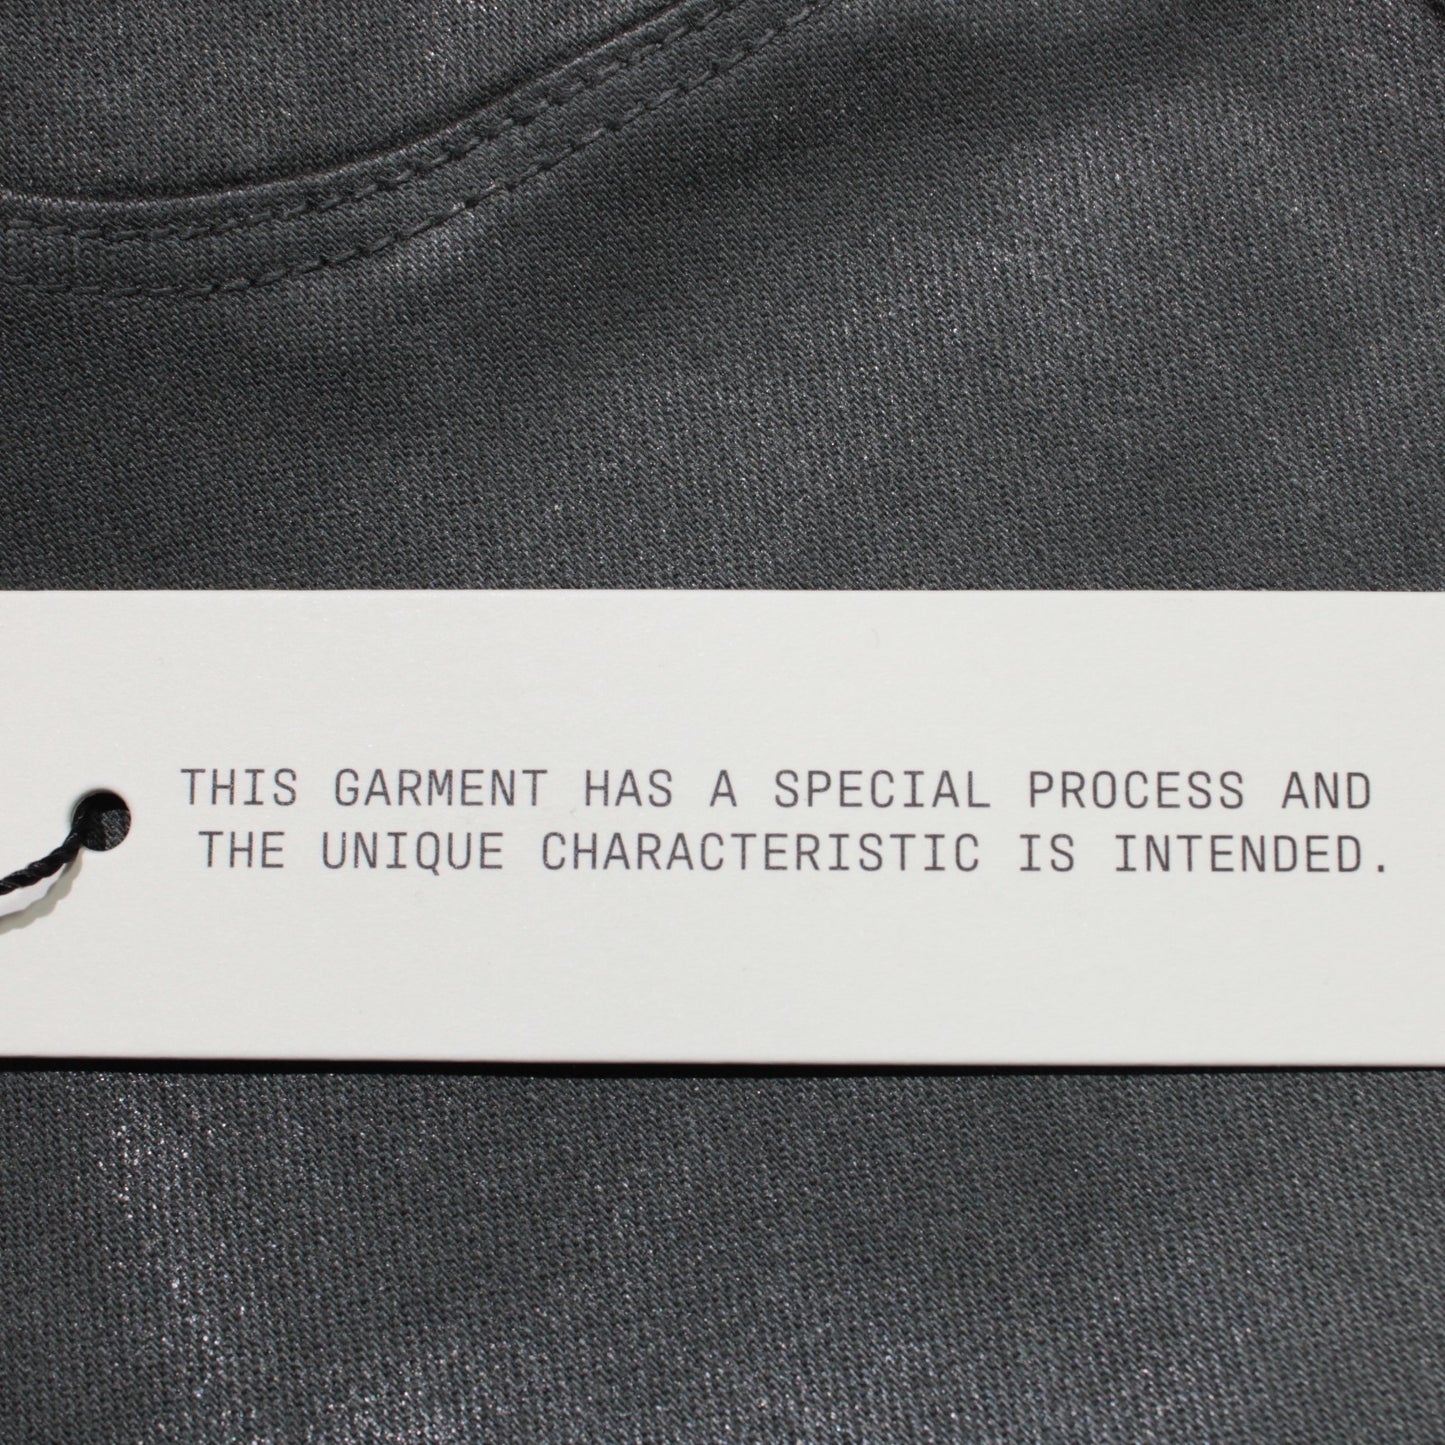 THIS GARMENT HAS A SPECIAL PROCESS AND
THE UNIQUE CHARACTERISTIC IS INTENDED.